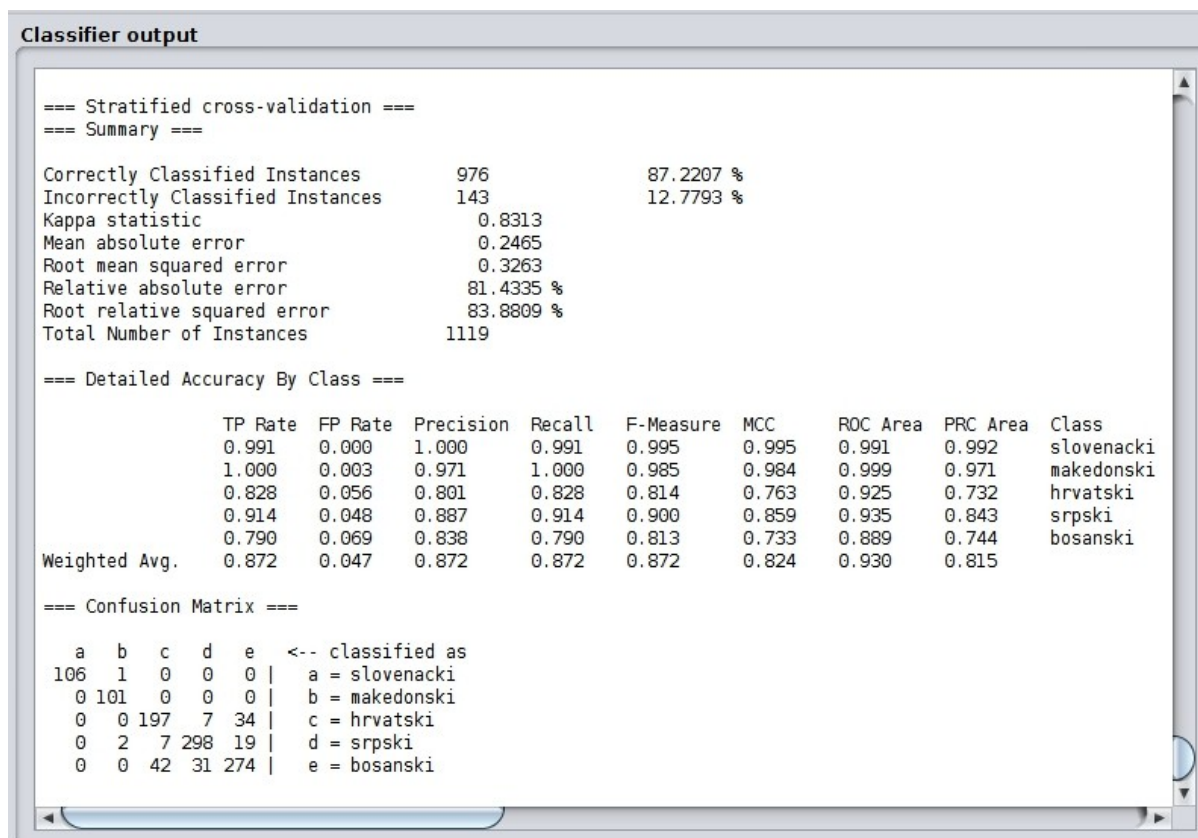 Classifier output
=== Stratified cross-validation ===
=== Summary ===
Correctly Classified Instances 976 87.2207 %
Incorrectly Classified Instances 143 12.7793 %
Kappa statistic 0.8313
Mean absolute error 0.2465
Root mean squared error 0.3263
Relative absolute error 81.4335 %
Root relative squared error 83.8809 %
Total Number of Instances 1119
=== Detailed Accuracy By Class ===
TP Rate FP Rate Precision Recall F-Measure MCC ROC Area PRC Area Class
0.991 0.000 1.000 0.991 0.995 0.995 0.991 0.992 slovenacki
1.000 0.003 0.971 1.000 0.985 0.984 0.999 0.971 makedonski
0.828 0.056 0.801 0.828 0.814 0.763 0.925 0.732 hrvatski
0.914 0.048 0.887 0.914 0.900 0.859 0.935 0.843 srpski
0.790 0.069 0.838 0.790 0.813 0.733 0.889 0.744 bosanski
Weighted Avg. 0.872 0.047 0.872 0.872 0.872 0.824 0.930 0.815
=== Confusion Matrix ===
a b c d e <-- classified as
106 1 0 0 0 | a = slovenacki
0 101 0 0 0 | b = makedonski
0 0 197 7 34 | c = hrvatski
0 2 7 298 19 | d = srpski
0 0 42 31 274 | e = bosanski